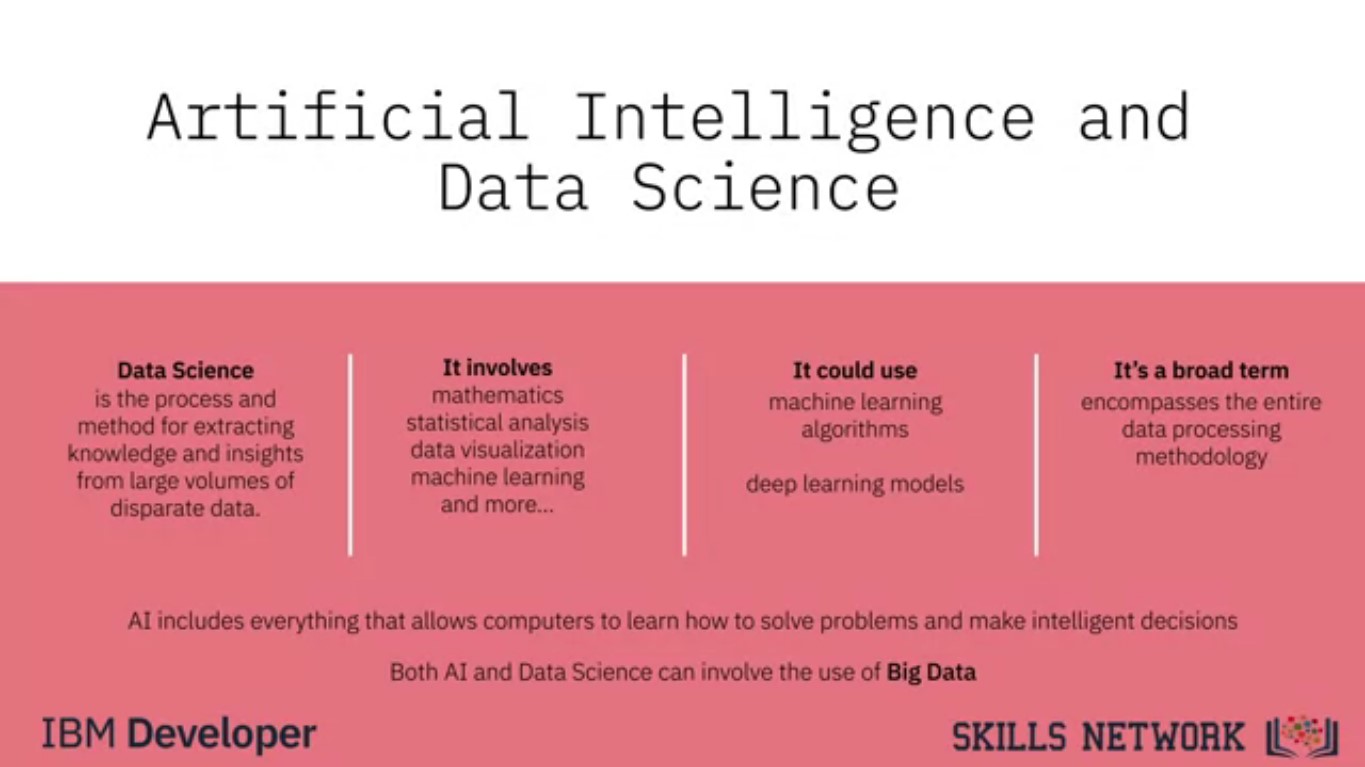 Artificial Intelligence and
Data Science
Data Science
is the process and
method for extracting
knowledge and insights
from large volumes of
disparate data.
It involves
mathematics
statistical analysis
data visualization
machine learning
and more...
It could use
machine learning
algorithms
deep learning models
It's a broad term
encompasses the entire
data processing
methodology
AI includes everything that allows computers to learn how to solve problems and make intelligent decisions
Both AI and Data Science can involve the use of Big Data
IBM Developer
SKILLS NETWORK